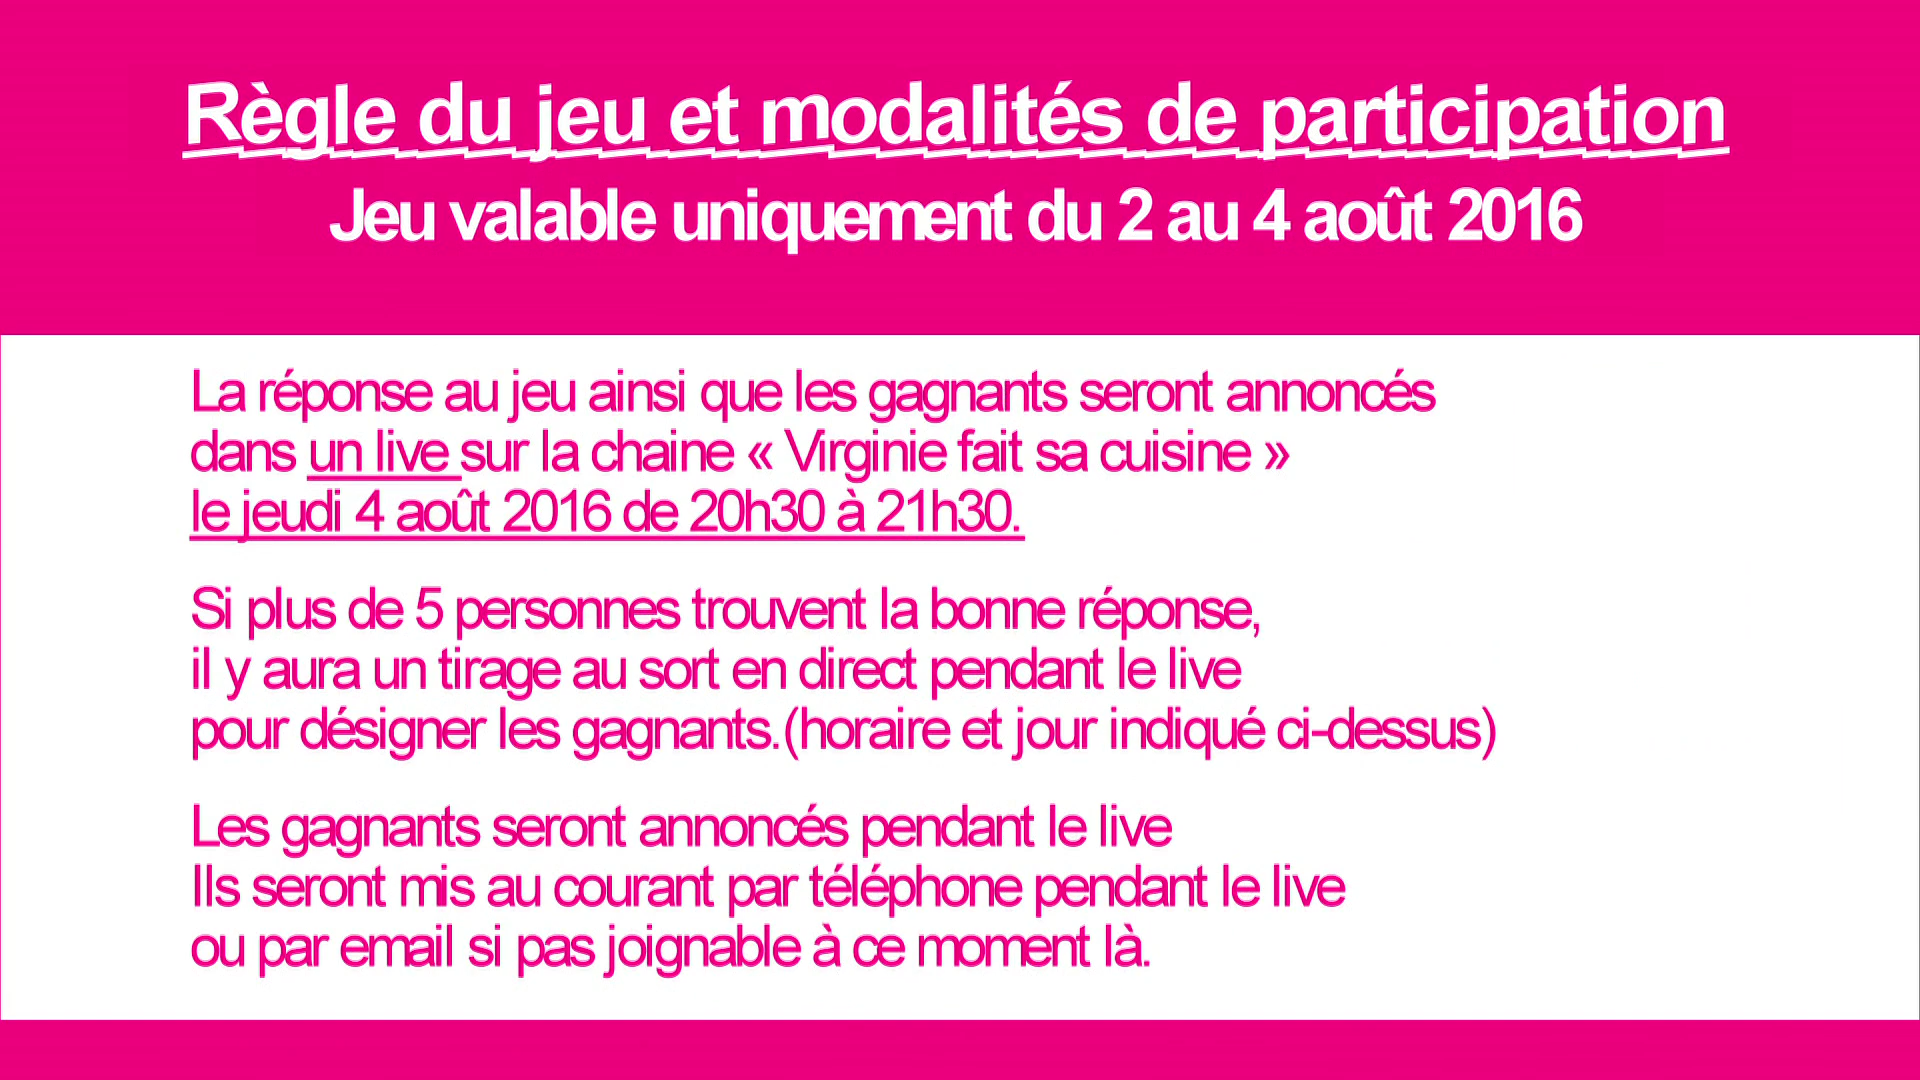 Règle du jeu et modalités de participation
Jeu valable uniquement du 2 au 4 août 2016
La réponse au jeu ainsi que les gagnants seront annoncés
dans un live sur la chaine « Virginie fait sa cuisine »
le jeudi 4 août 2016 de 20h30 à 21h30.
Si plus de 5 personnes trouvent la bonne réponse,
il y aura un tirage au sort en direct pendant le live
pour désigner les gagnants.(horaire et jour indiqué ci-dessus)
Les gagnants seront annoncés pendant le live
Ils seront mis au courant par téléphone pendant le live
ou par email si pas joignable à ce moment là.